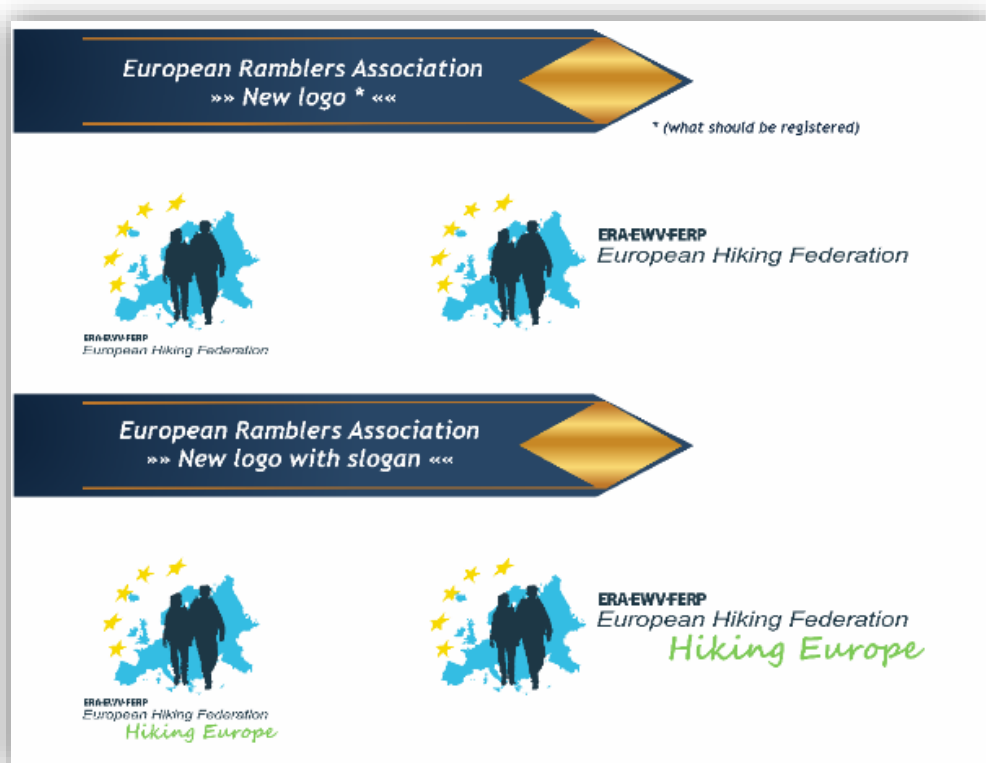 European Ramblers Association
»» New logo * ««
* (what should be registered)
ERA-EWV-FERP
European Hiking Federation
ERA-EWV-FERP
European Hiking Federation
European Ramblers Association
»» New logo with slogan ««
ERA-EWV-FERP
European Hiking Federation
Hiking Europe
ERA-EWV-FERP
European Hiking Federation
Hiking Europe